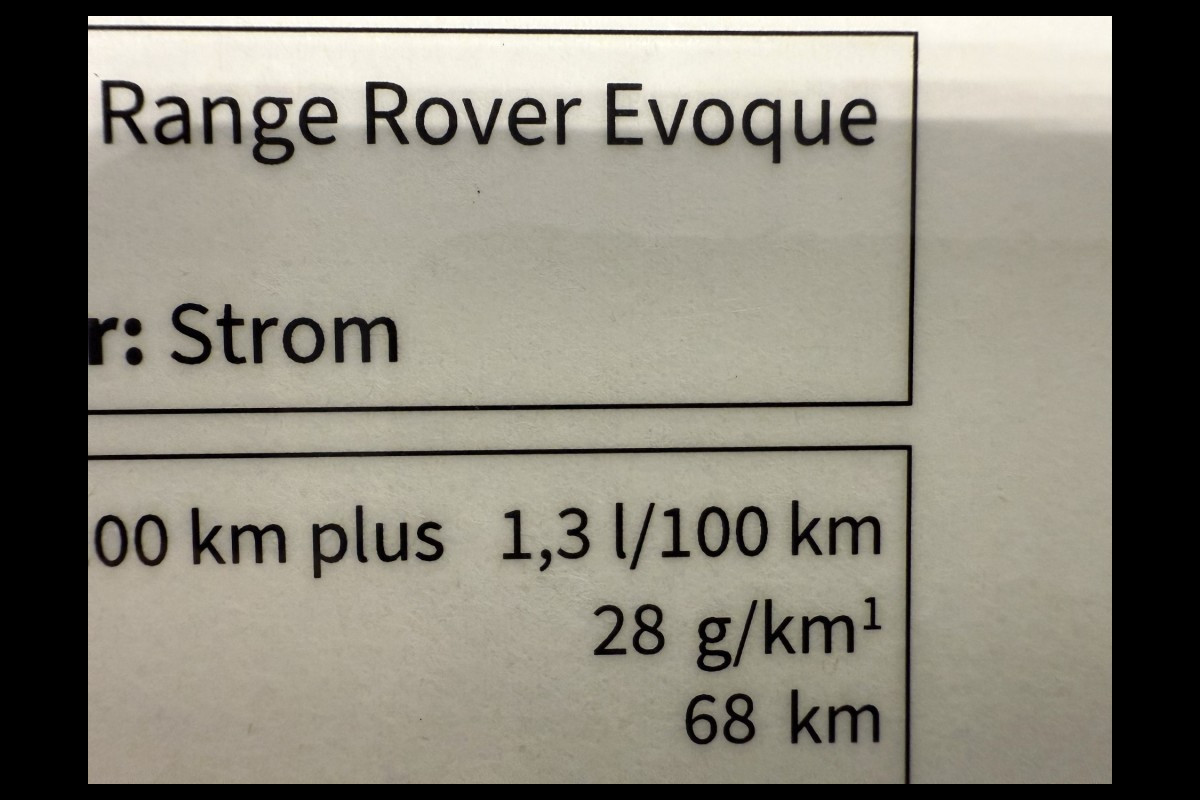 Range Rover Evoque
r: Strom
00 km plus 1,3 l/100 km
28 g/km¹
68 km